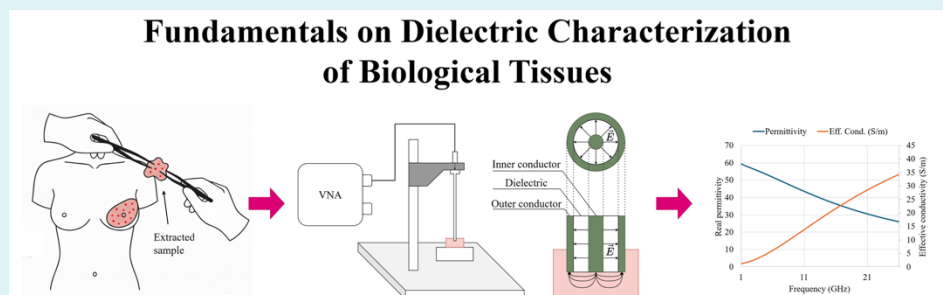 Fundamentals on Dielectric Characterization
of Biological Tissues
Extracted
sample
VNA
Inner conductor
Dielectric
Outer conductor
E
E
Permittivity
Eff. Cond. (S/m)
Real permittivity
70
60
50
40
30
20
10
0
45
40
35
30
25
20
15
10
5
0
Effective conductivity (S/m)
1
11
21
Frequency (GHz)